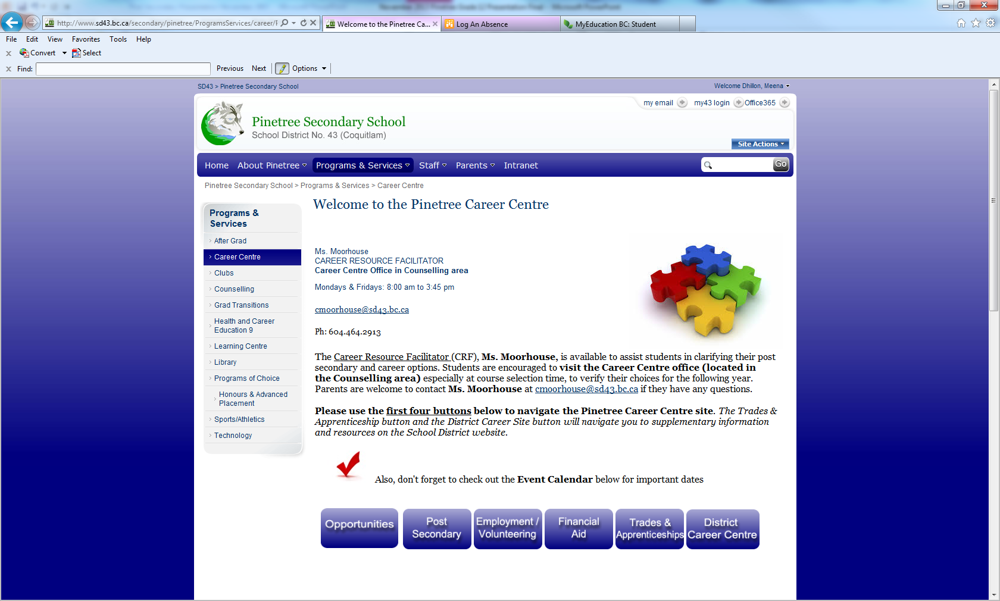 http://www.sd43.bc.ca/secondary/pinetree/ProgramsServices/career/
Welcome to the Pinetree Ca...
Log An Absence
MyEducation BC: Student
File Edit View Favorites Tools Help
x Convert Select
x Find: Previous Next Options
SD43 > Pinetree Secondary School
Welcome Dhillon, Meena
my email my43 login Office365
Pinetree Secondary School
School District No. 43 (Coquitlam)
Site Actions
Home About Pinetree Programs & Services Staff Parents Intranet Go
Pinetree Secondary School > Programs & Services > Career Centre
Programs &
Services
After Grad
Career Centre
Clubs
Counselling
Grad Transitions
Health and Career
Education 9
Learning Centre
Library
Programs of Choice
Honours & Advanced
Placement
Sports/Athletics
Technology
Welcome to the Pinetree Career Centre
Ms. Moorhouse
CAREER RESOURCE FACILITATOR
Career Centre Office in Counselling area
Mondays & Fridays: 8:00 am to 3:45 pm
cmoorhouse@sd43.bc.ca
Ph: 604.464.2913
The Career Resource Facilitator (CRF), Ms. Moorhouse, is available to assist students in clarifying their post
secondary and career options. Students are encouraged to visit the Career Centre office (located in
the Counselling area) especially at course selection time, to verify their choices for the following year.
Parents are welcome to contact Ms. Moorhouse at cmoorhouse@sd43.bc.ca if they have any questions.
Please use the first four buttons below to navigate the Pinetree Career Centre site. The Trades &
Apprenticeship button and the District Career Site button will navigate you to supplementary information
and resources on the School District website.
Also, don't forget to check out the Event Calendar below for important dates
Opportunities
Post
Secondary
Employment /
Volunteering
Financial
Aid
Trades &
Apprenticeships
District
Career Centre